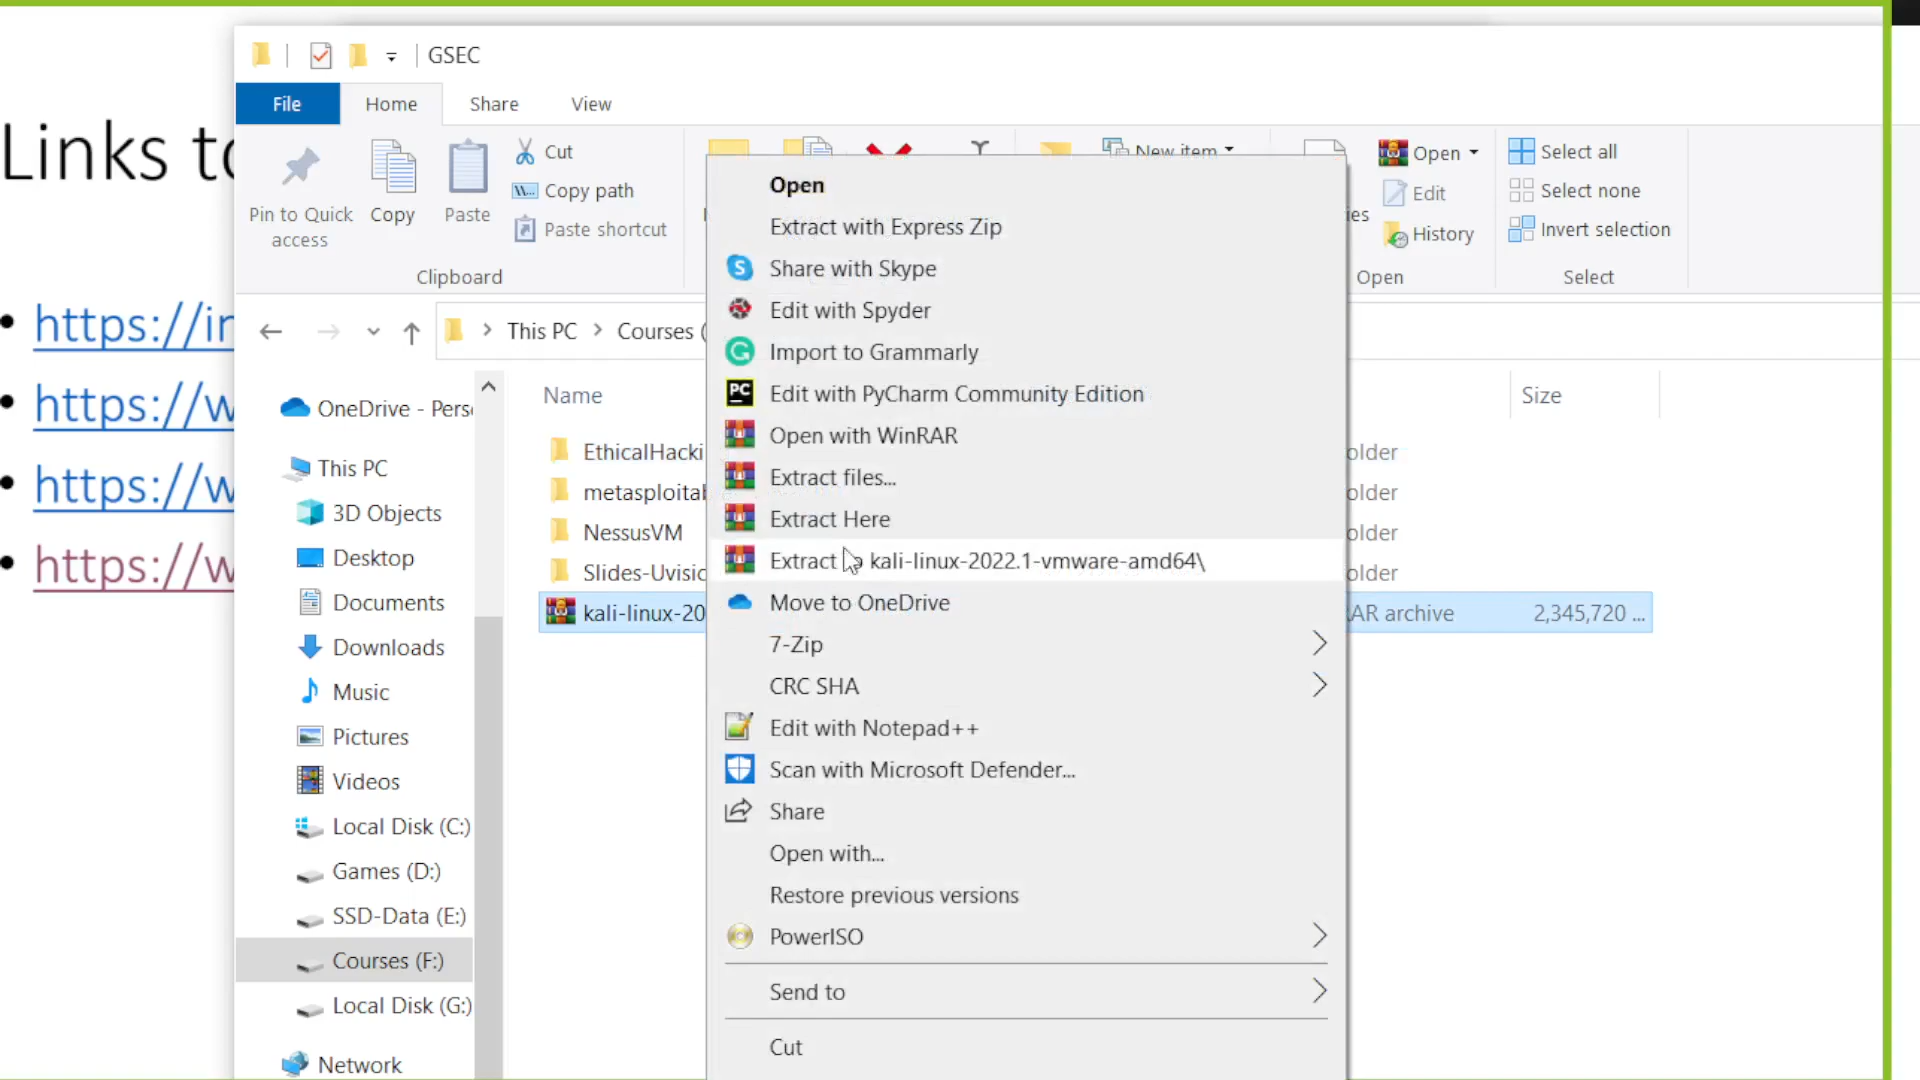 GSEC
File Home Share View
Links to
Pin to Quick access
Copy
Paste
Cut
Copy path
Paste shortcut
Clipboard
New item
Open
Edit
History
Open
Select all
Select none
Invert selection
Select
This PC > Courses (
https://in
https://w
https://w
https://w
OneDrive - Pers
This PC
3D Objects
Desktop
Documents
Downloads
Music
Pictures
Videos
Local Disk (C:)
Games (D:)
SSD-Data (E:)
Courses (F:)
Local Disk (G:)
Network
Name
Size
EthicalHacki
older
metasploitab
older
NessusVM
older
Slides-Uvisio
older
kali-linux-20
AR archive
2,345,720 ...
Open
Extract with Express Zip
Share with Skype
Edit with Spyder
Import to Grammarly
Edit with PyCharm Community Edition
Open with WinRAR
Extract files...
Extract Here
Extract kali-linux-2022.1-vmware-amd64\
Move to OneDrive
7-Zip
CRC SHA
Edit with Notepad++
Scan with Microsoft Defender...
Share
Open with...
Restore previous versions
PowerISO
Send to
Cut